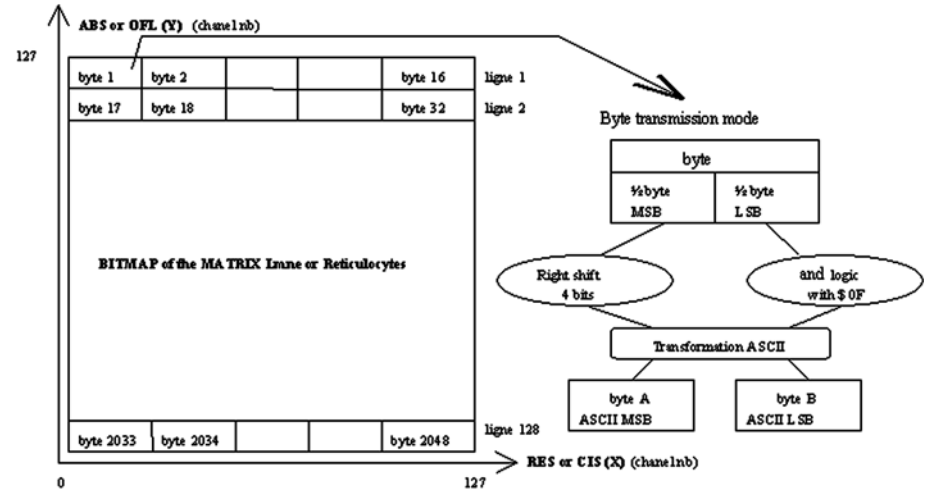 ABS or OFL (Y) (chanel nb)
127
byte 1 byte 2 byte 16 ligne 1
byte 17 byte 18 byte 32 ligne 2
Byte transmission mode
byte
½ byte ½ byte
MSB LSB
BITMAP of the MATRIX Lmne or Reticulocytes
Right shift
4 bits
and logic
with $0F
Transformation ASCII
byte A byte B
ASCII MSB ASCII LSB
byte 2033 byte 2034 byte 2048 ligne 128
RES or CIS (X) (chanel nb)
0 127